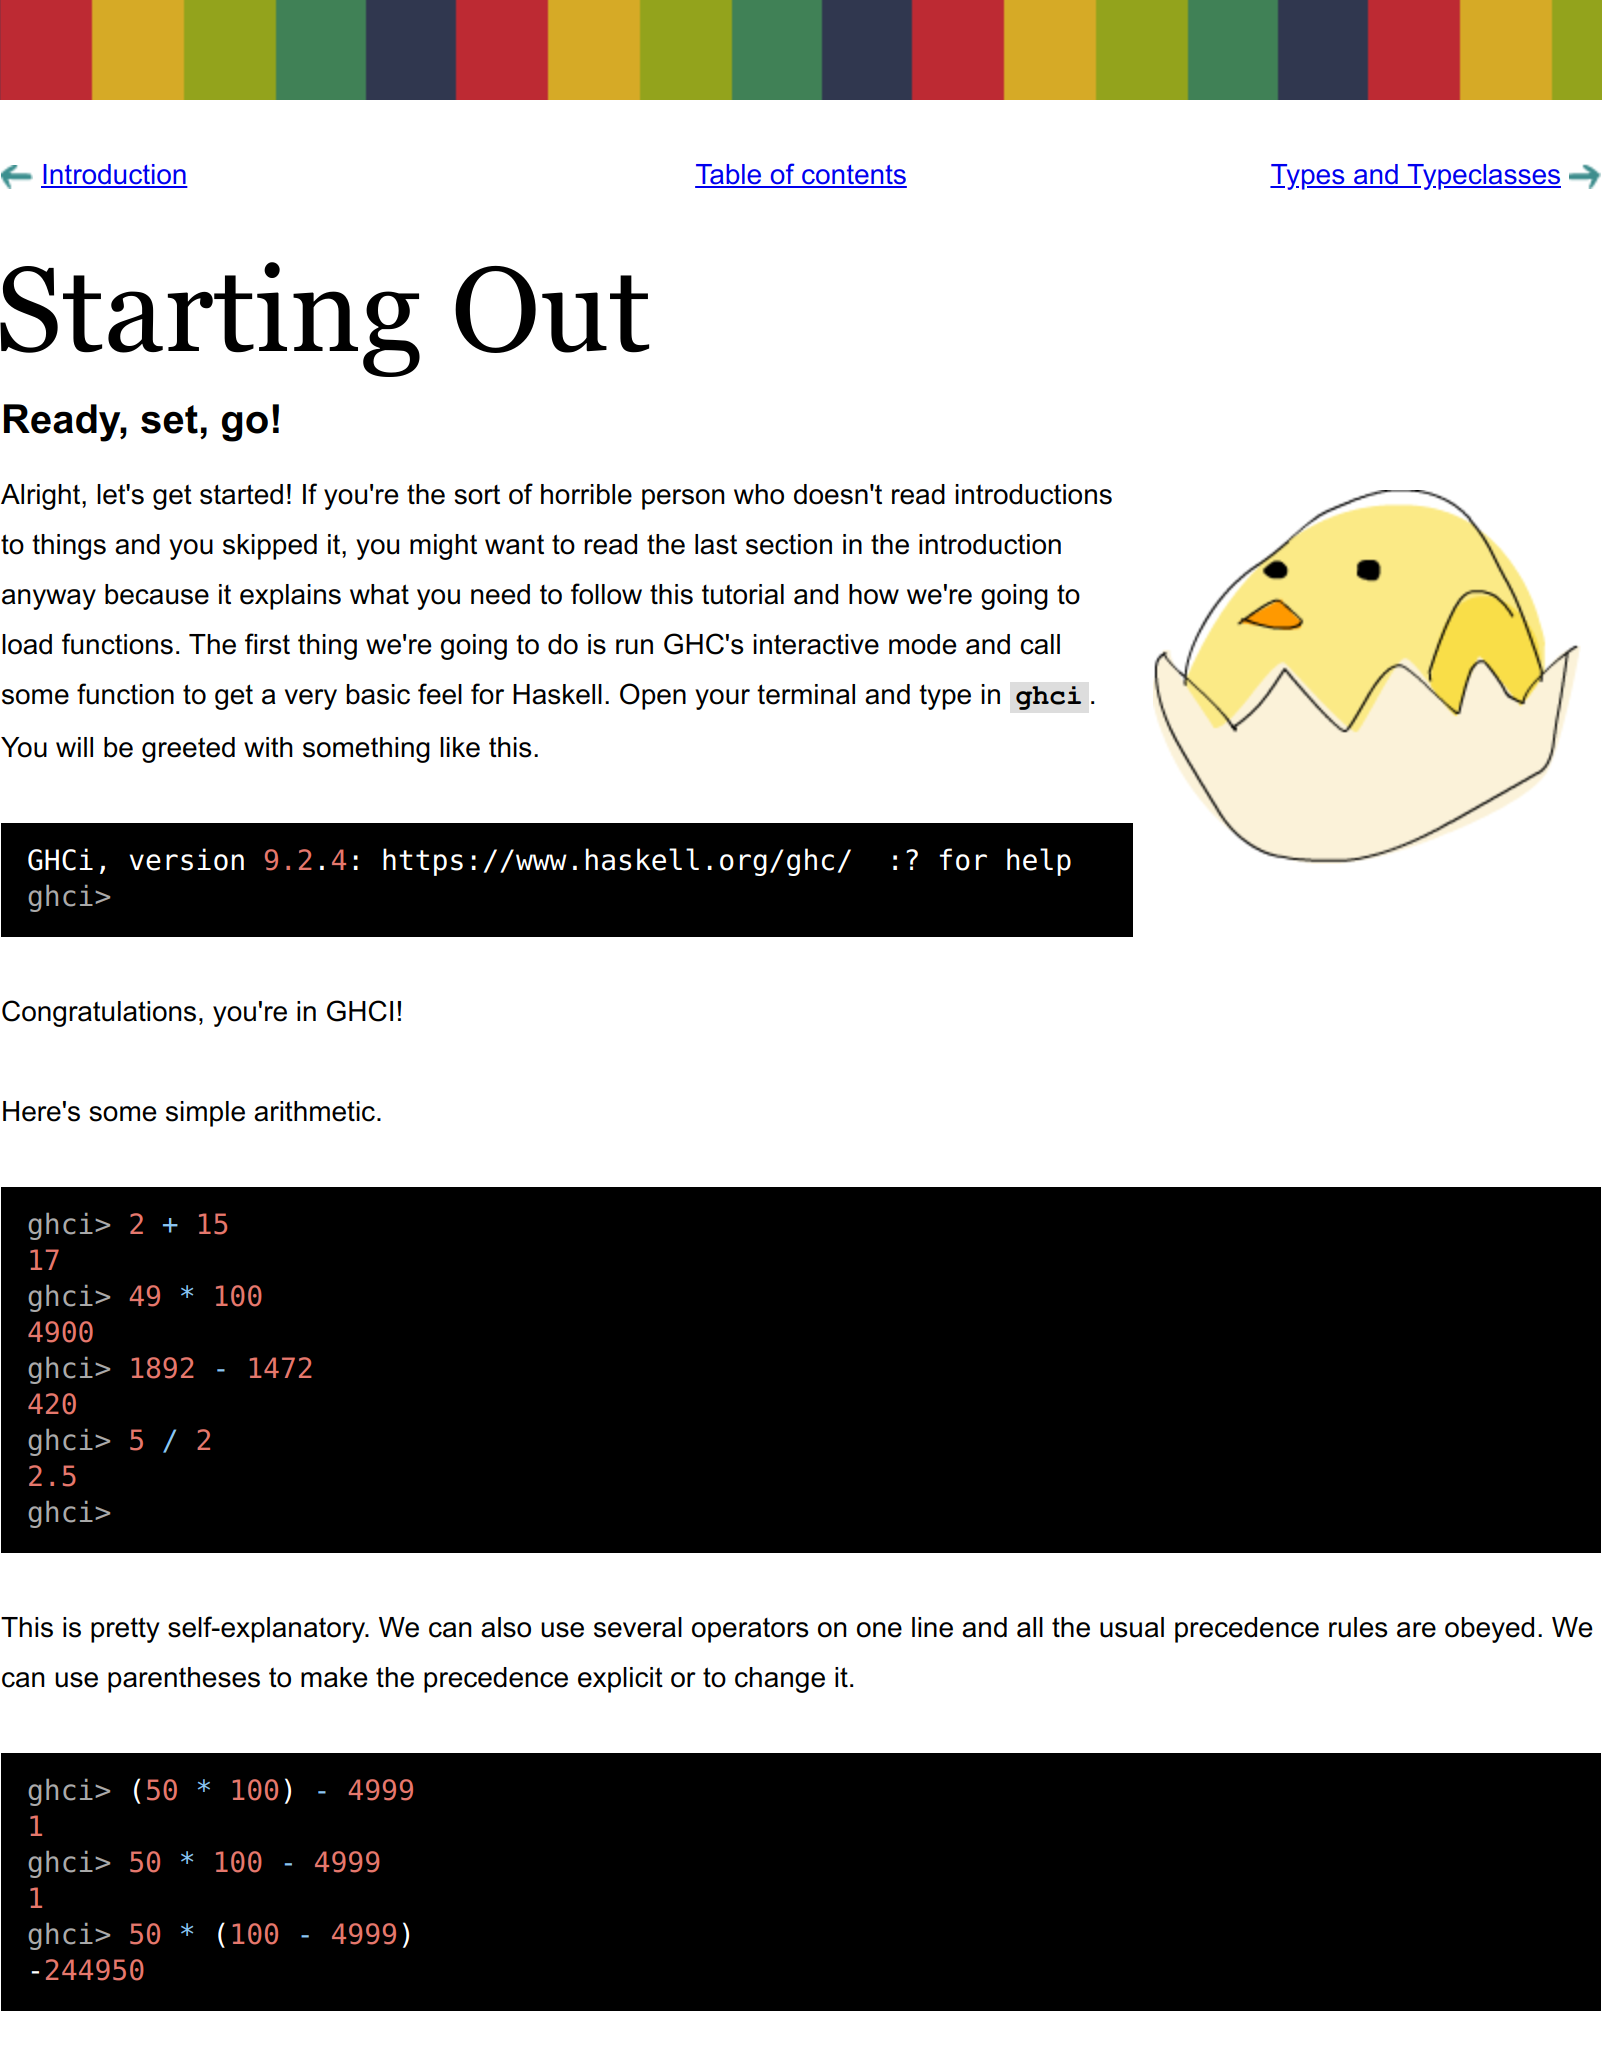 Introduction
Table of contents
Types and Typeclasses
Starting Out
Ready, set, go!
Alright, let's get started! If you're the sort of horrible person who doesn't read introductions
to things and you skipped it, you might want to read the last section in the introduction
anyway because it explains what you need to follow this tutorial and how we're going to
load functions. The first thing we're going to do is run GHC's interactive mode and call
some function to get a very basic feel for Haskell. Open your terminal and type in ghci.
You will be greeted with something like this.
GHCi, version 9.2.4: https://www.haskell.org/ghc/  :? for help
ghci>
Congratulations, you're in GHCI!
Here's some simple arithmetic.
ghci> 2 + 15
17
ghci> 49 * 100
4900
ghci> 1892 - 1472
420
ghci> 5 / 2
2.5
ghci>
This is pretty self-explanatory. We can also use several operators on one line and all the usual precedence rules are obeyed. We
can use parentheses to make the precedence explicit or to change it.
ghci> (50 * 100) - 4999
1
ghci> 50 * 100 - 4999
1
ghci> 50 * (100 - 4999)
-244950